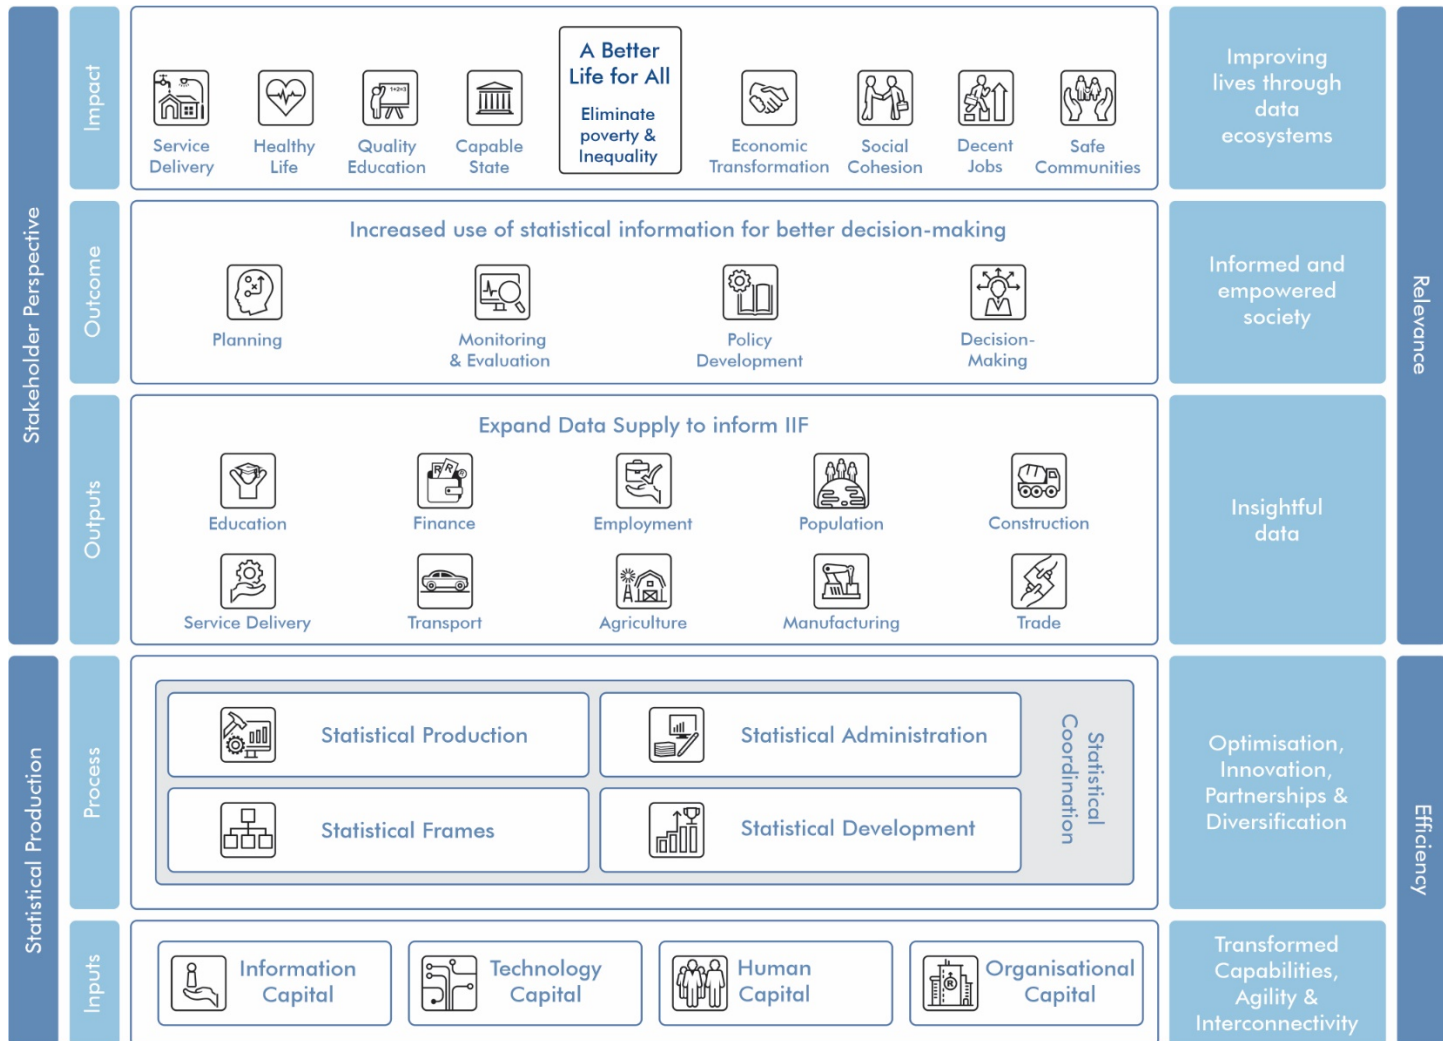 Stakeholder Perspective
Relevance
Impact
A Better
Life for All
Eliminate
poverty &
Inequality
Service
Delivery
Healthy
Life
Quality
Education
Capable
State
Economic
Transformation
Social
Cohesion
Decent
Jobs
Safe
Communities
Improving
lives through
data
ecosystems
Outcome
Increased use of statistical information for better decision-making
Planning
Monitoring
& Evaluation
Policy
Development
Decision-
Making
Informed and
empowered
society
Outputs
Expand Data Supply to inform IIF
Education
Finance
Employment
Population
Construction
Service Delivery
Transport
Agriculture
Manufacturing
Trade
Insightful
data
Statistical Production
Efficiency
Process
Statistical Production
Statistical Administration
Statistical Frames
Statistical Development
Statistical
Coordination
Optimisation,
Innovation,
Partnerships &
Diversification
Inputs
Information
Capital
Technology
Capital
Human
Capital
Organisational
Capital
Transformed
Capabilities,
Agility &
Interconnectivity